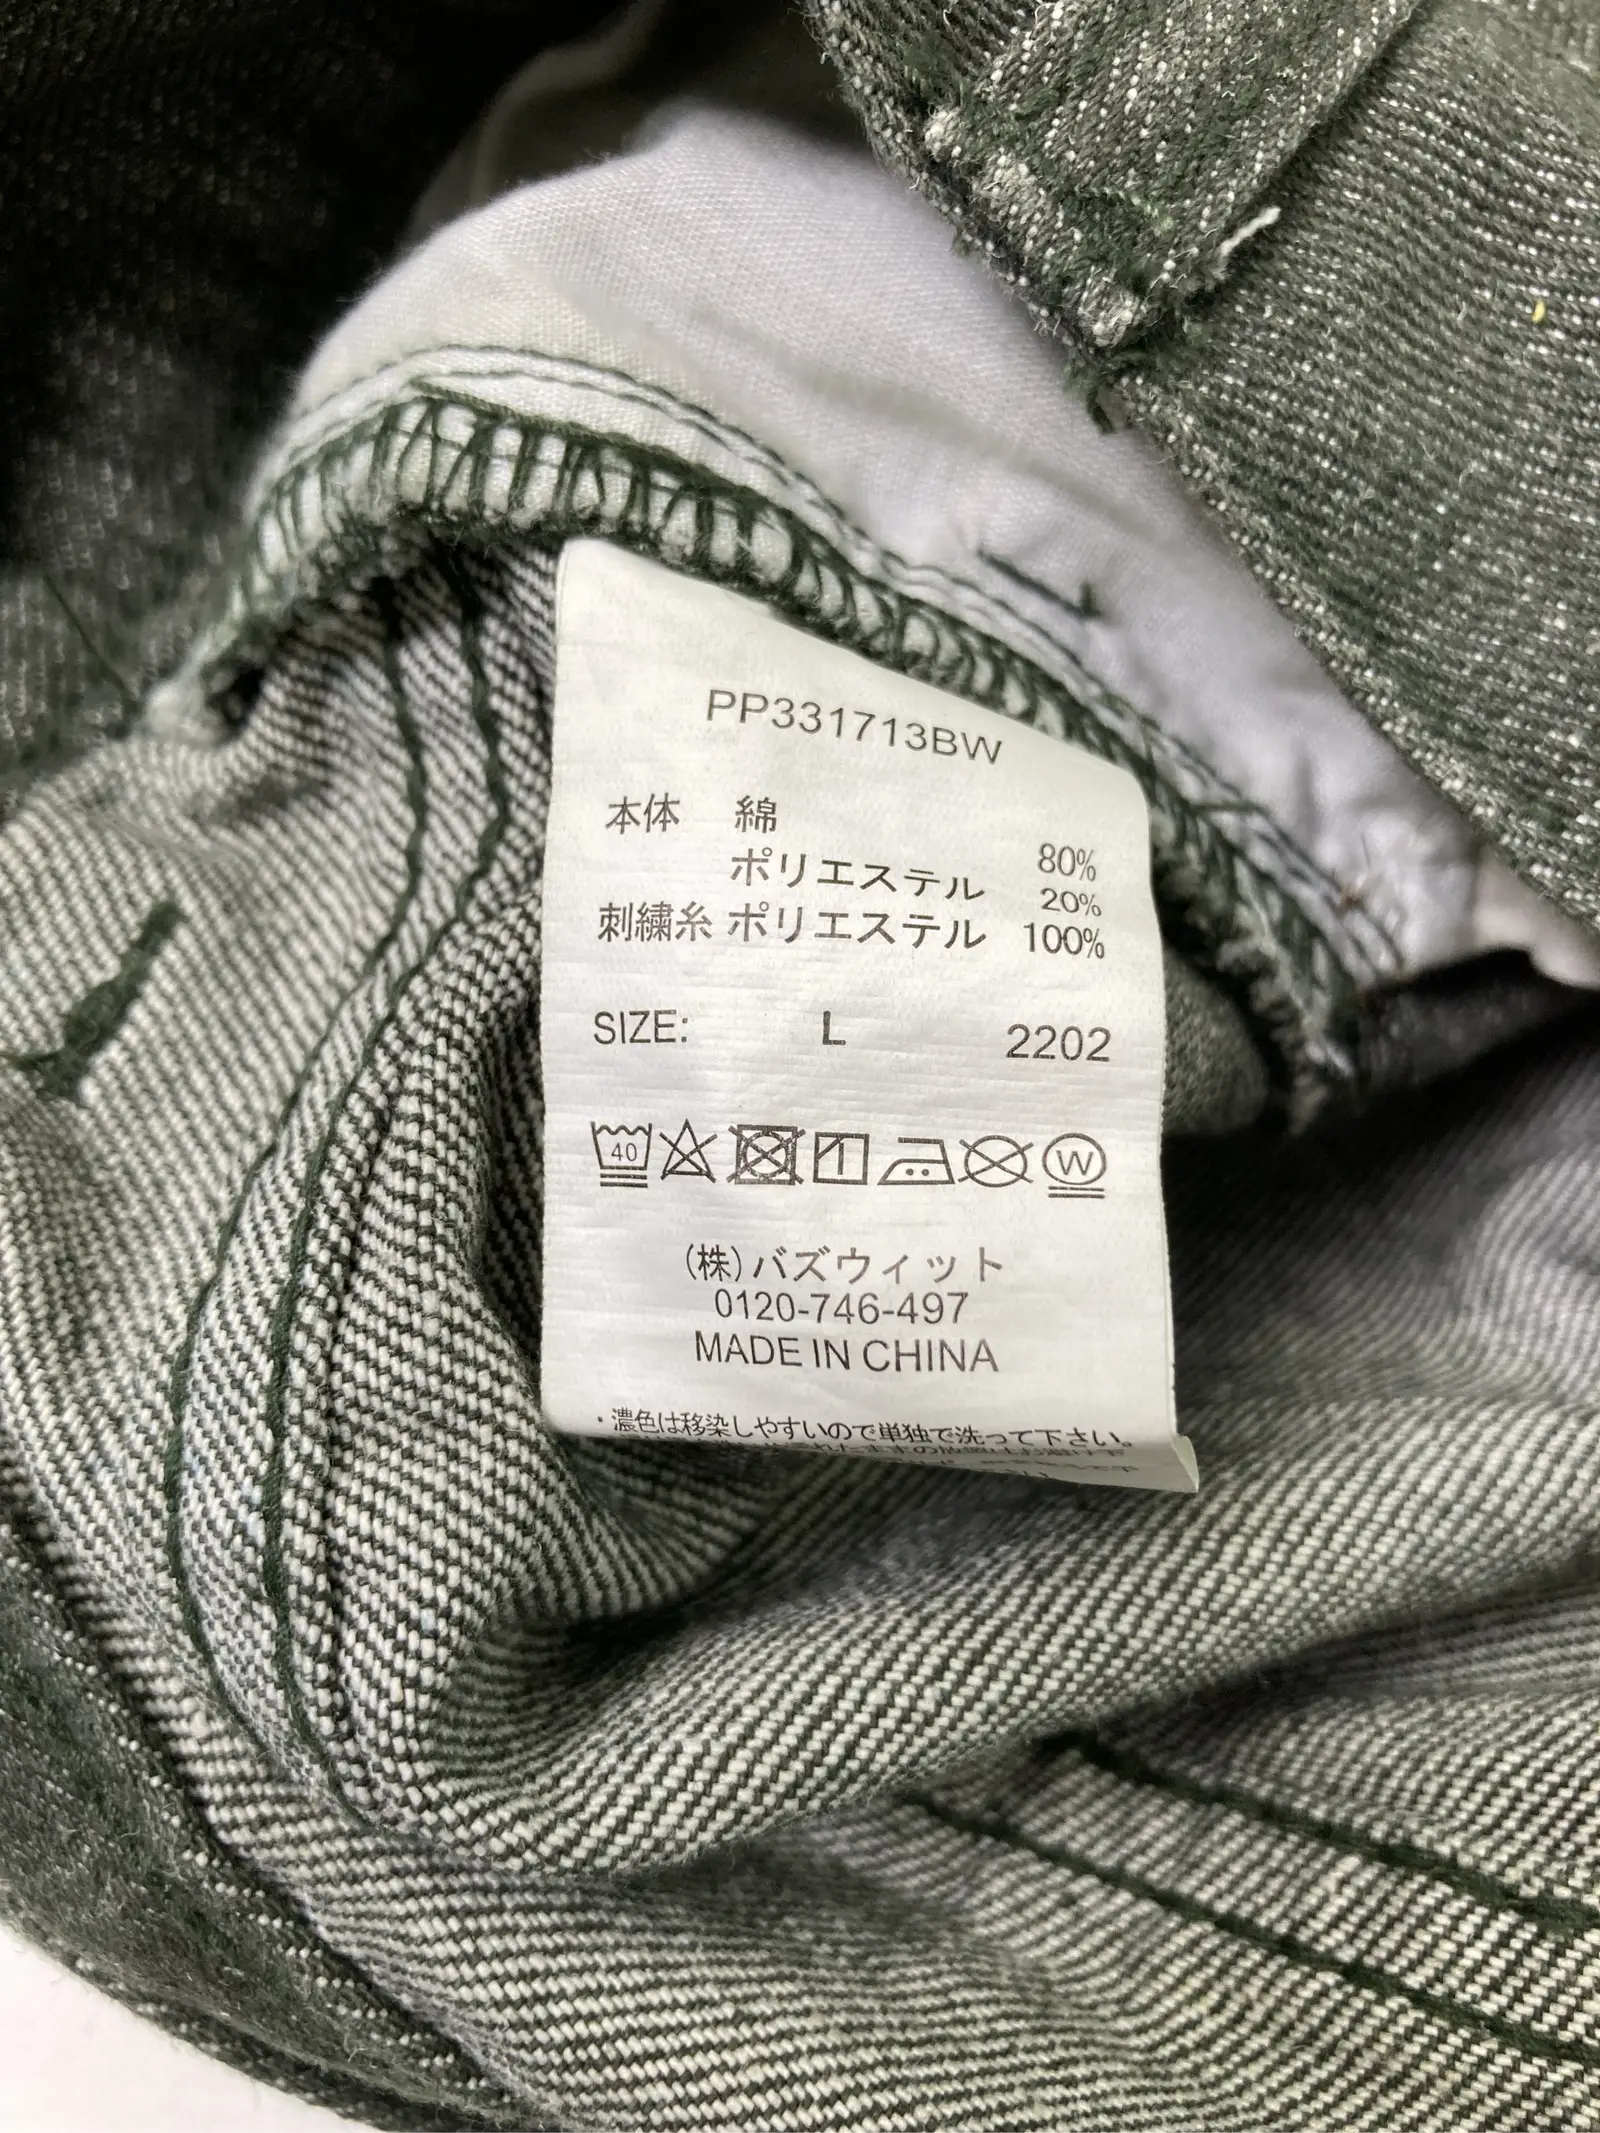 PP331713BW
本体 綿 80%
ポリエステル 20%
刺繍糸 ポリエステル 100%
SIZE: L 2202
40 W
(株)バズウィット
0120-746-497
MADE IN CHINA
・濃色は移染しやすいので単独で洗って下さい。